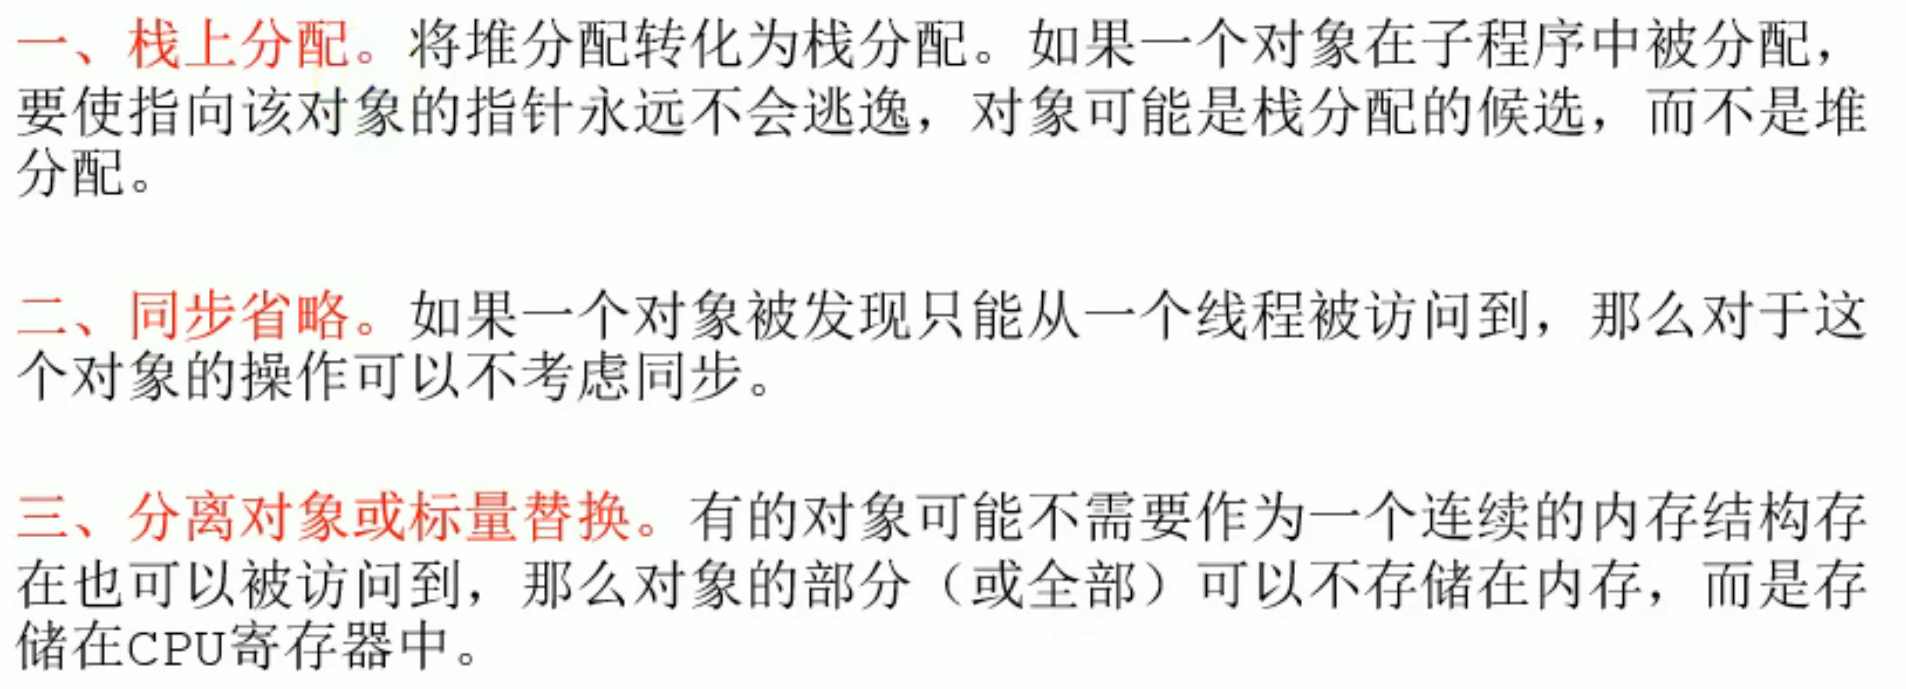 一、栈上分配。将堆分配转化为栈分配。如果一个对象在子程序中被分配，
要使指向该对象的指针永远不会逃逸，对象可能是栈分配的候选，而不是堆
分配。
二、同步省略。如果一个对象被发现只能从一个线程被访问到，那么对于这
个对象的操作可以不考虑同步。
三、分离对象或标量替换。有的对象可能不需要作为一个连续的内存结构存
在也可以被访问到，那么对象的部分（或全部）可以不存储在内存，而是存
储在CPU寄存器中。